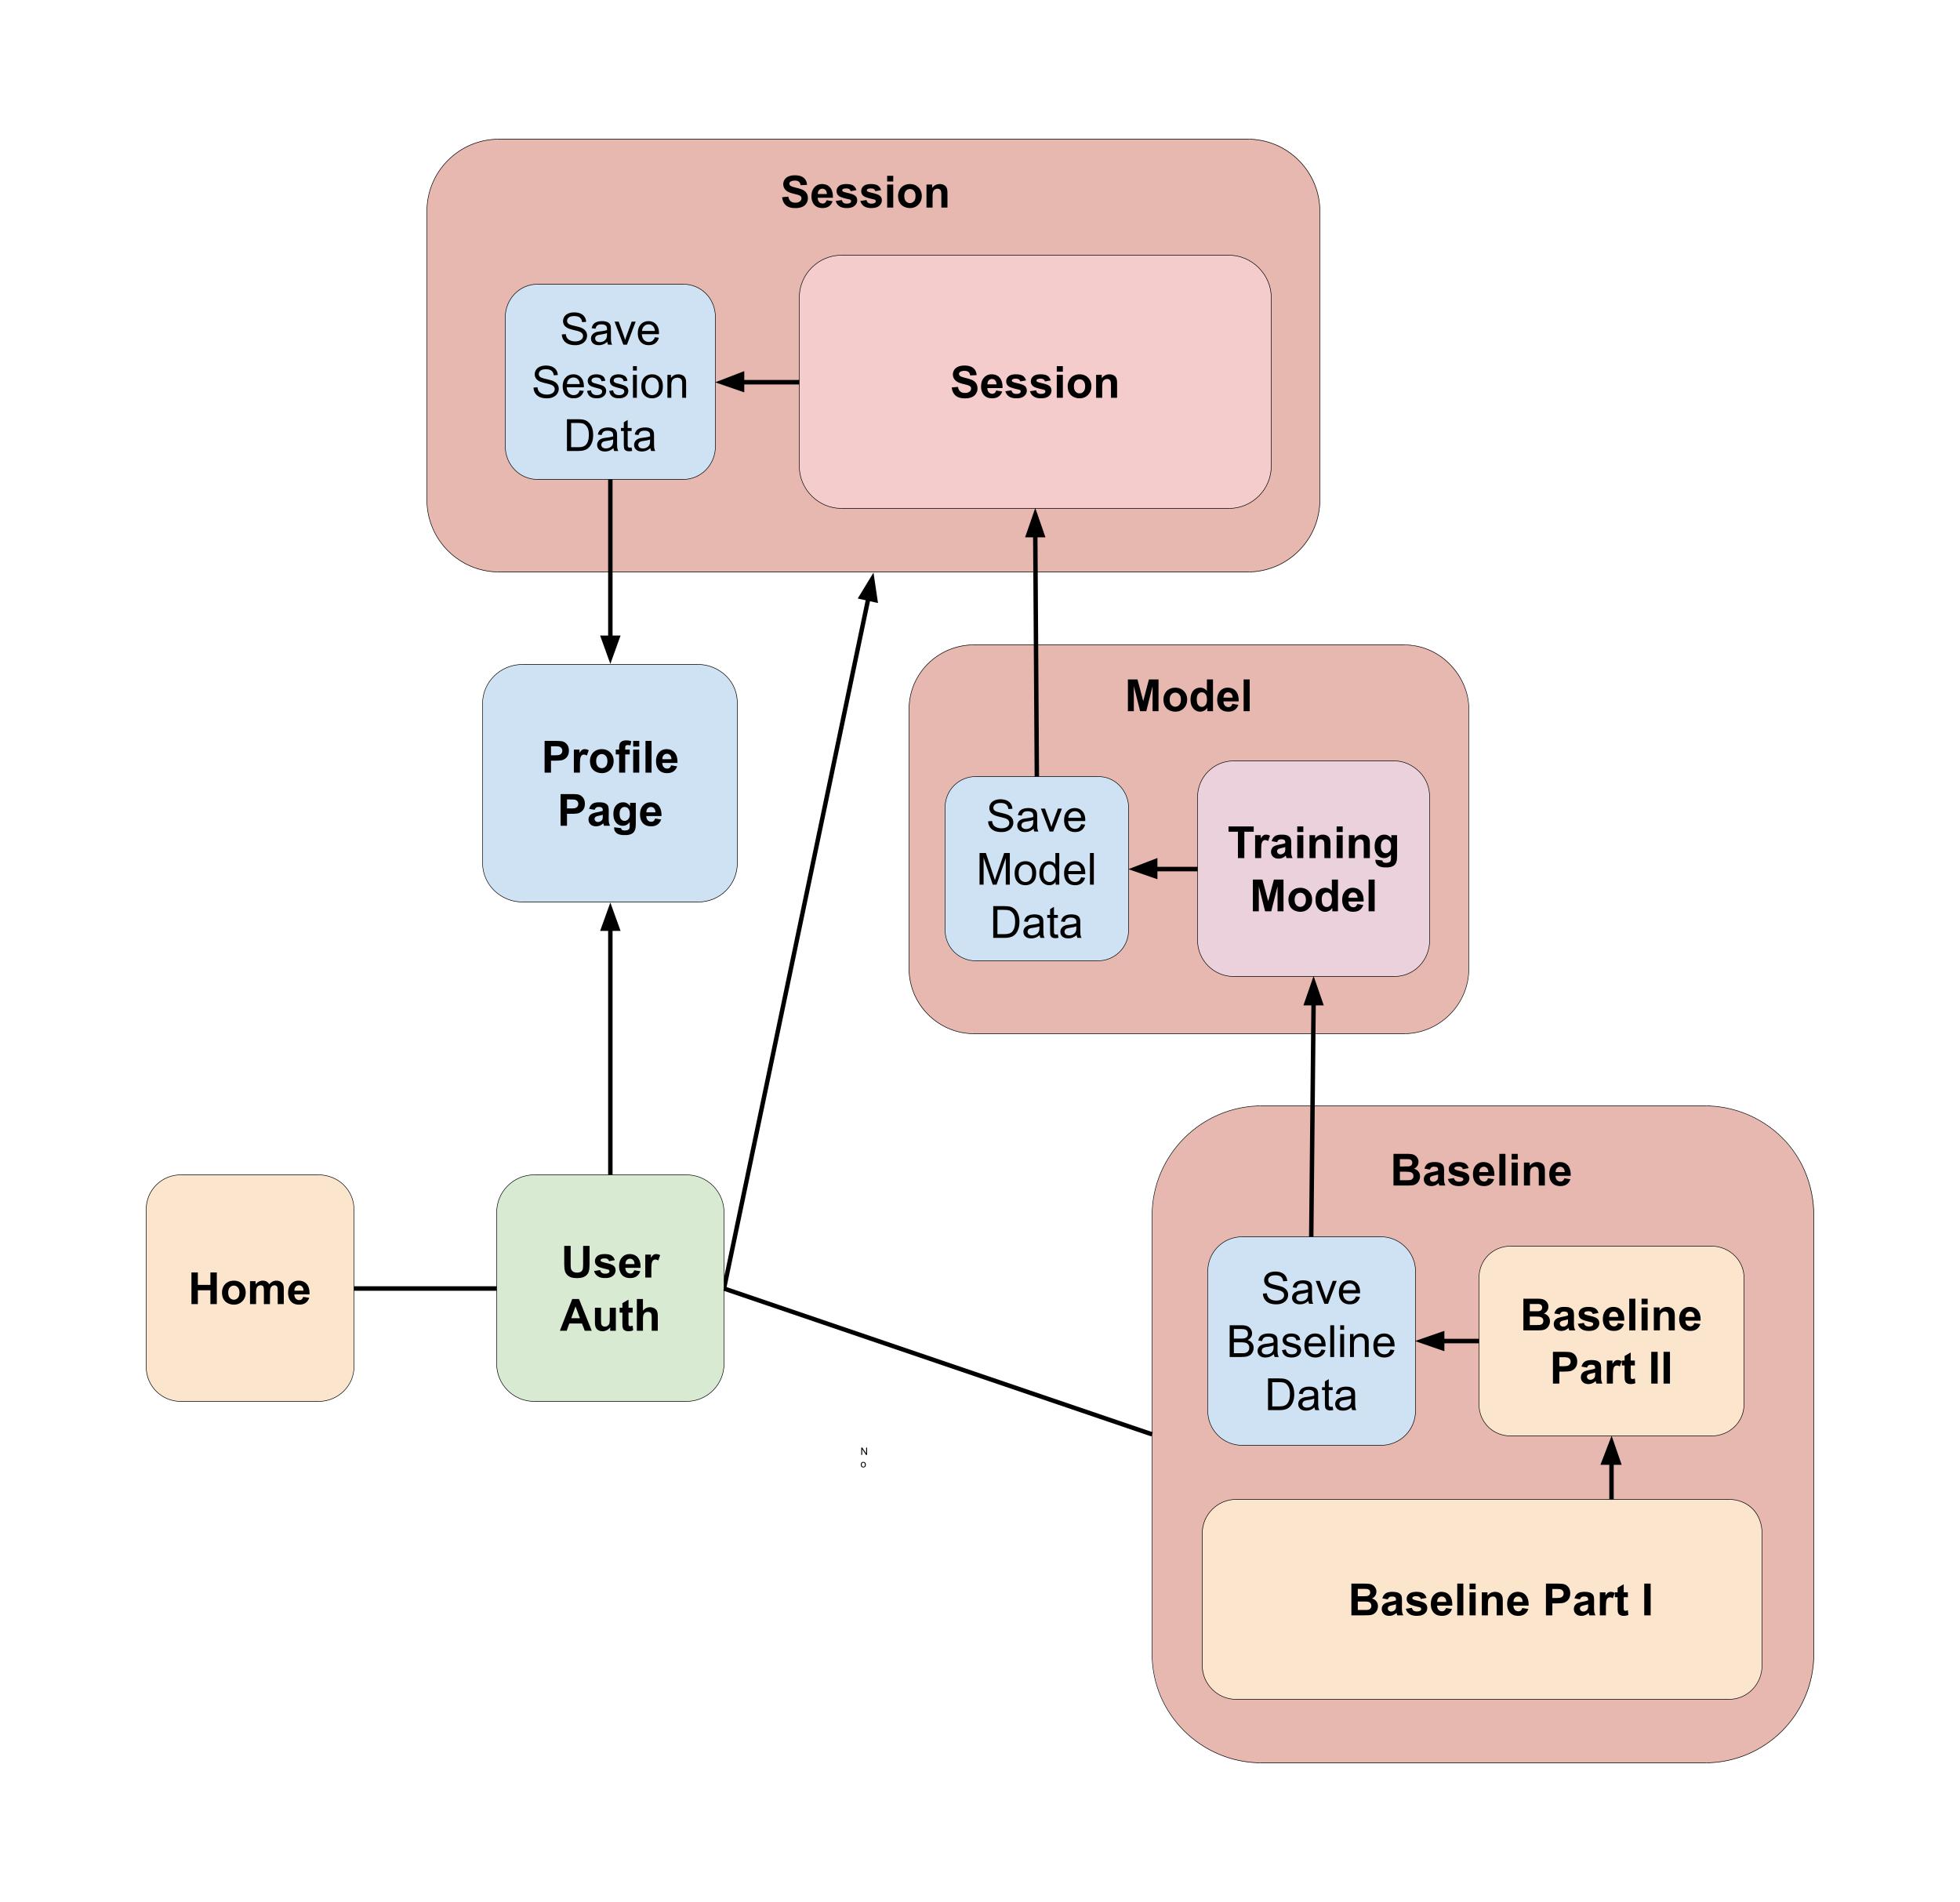 Session
Save
Session
Data
Session
Profile
Page
Model
Save
Model
Data
Training
Model
Home
User
Auth
N
o
Baseline
Save
Baseline
Data
Baseline
Part II
Baseline Part I